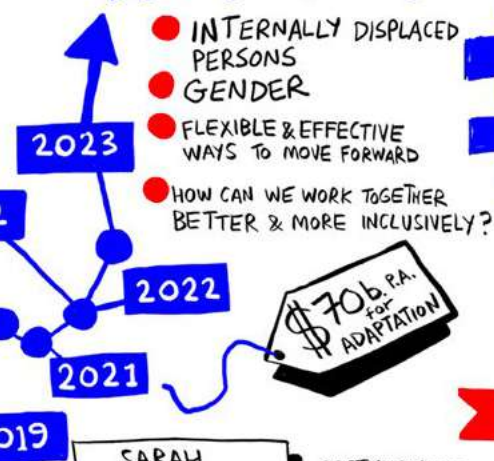 INTERNALLY DISPLACED
PERSONS
GENDER
2023
FLEXIBLE & EFFECTIVE
WAYS TO MOVE FORWARD
HOW CAN WE WORK TOGETHER
BETTER & MORE INCLUSIVELY?
2022
$70b. P.A.
for
ADAPTATION
2021
019
SARAH